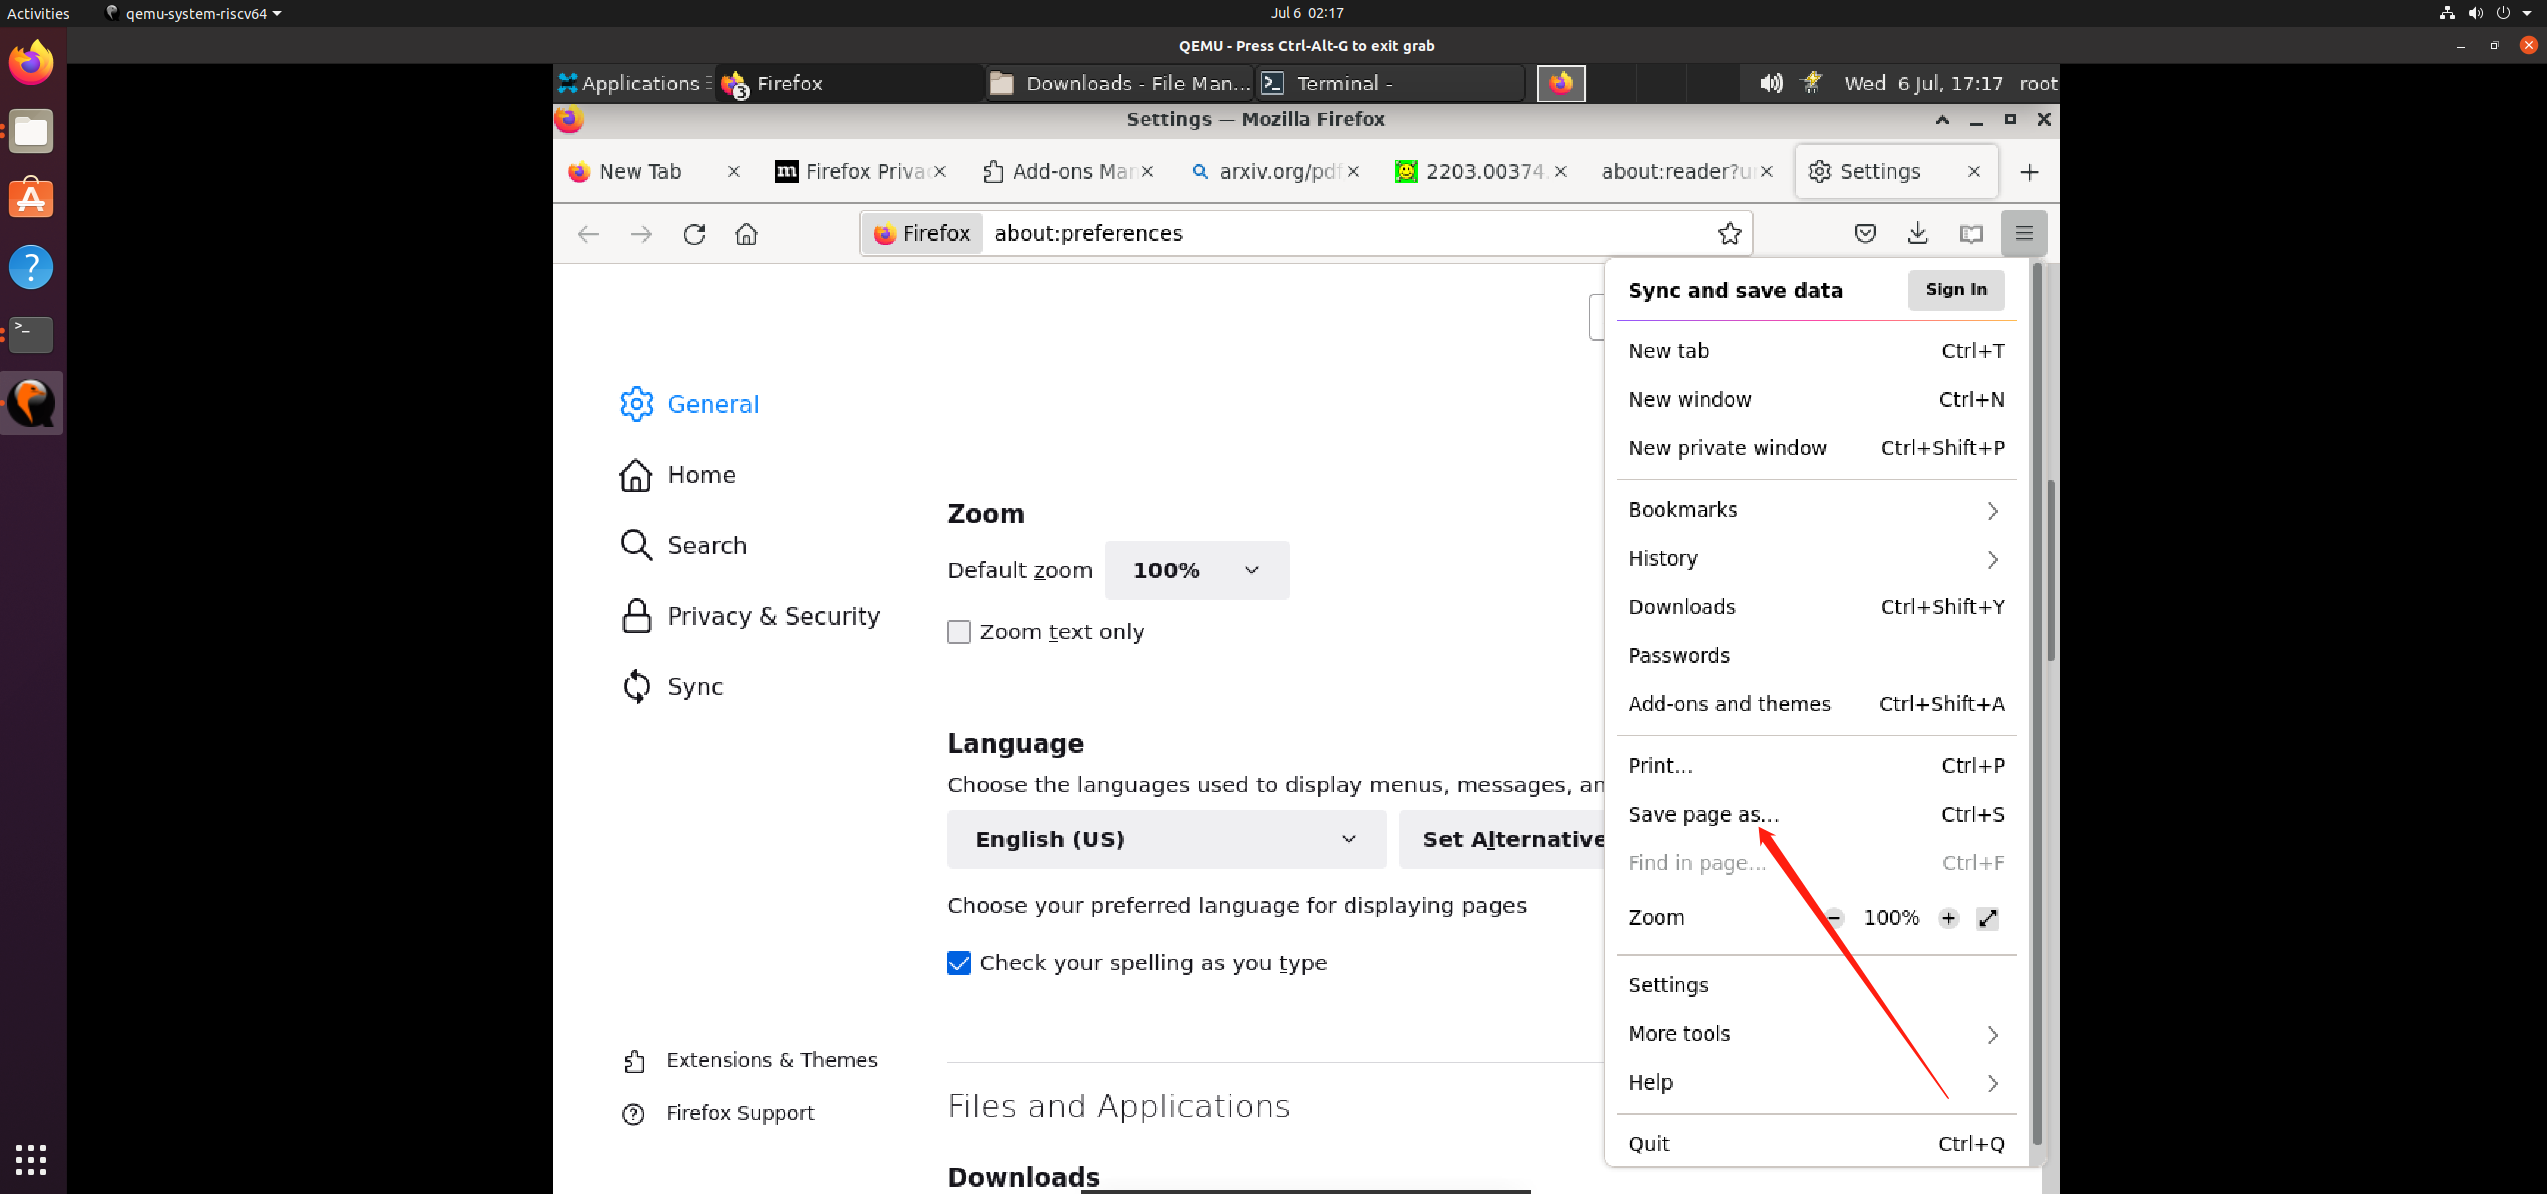 Activities
qemu-system-riscv64
Jul 6 02:17
QEMU - Press Ctrl-Alt-G to exit grab
Applications
3
Firefox
Downloads - File Man...
Terminal -
Wed 6 Jul, 17:17
root
Settings — Mozilla Firefox
New Tab
Firefox Priva
Add-ons Man
arxiv.org/pdf
2203.00374.
about:reader?u
Settings
Firefox
about:preferences
General
Home
Search
Privacy & Security
Sync
Extensions & Themes
Firefox Support
Zoom
Default zoom
100%
Zoom text only
Language
Choose the languages used to display menus, messages, an
English (US)
Set Alternative
Choose your preferred language for displaying pages
Check your spelling as you type
Files and Applications
Downloads
Sync and save data
Sign In
New tab Ctrl+T
New window Ctrl+N
New private window Ctrl+Shift+P
Bookmarks
History
Downloads Ctrl+Shift+Y
Passwords
Add-ons and themes Ctrl+Shift+A
Print... Ctrl+P
Save page as... Ctrl+S
Find in page... Ctrl+F
Zoom 100%
Settings
More tools
Help
Quit Ctrl+Q